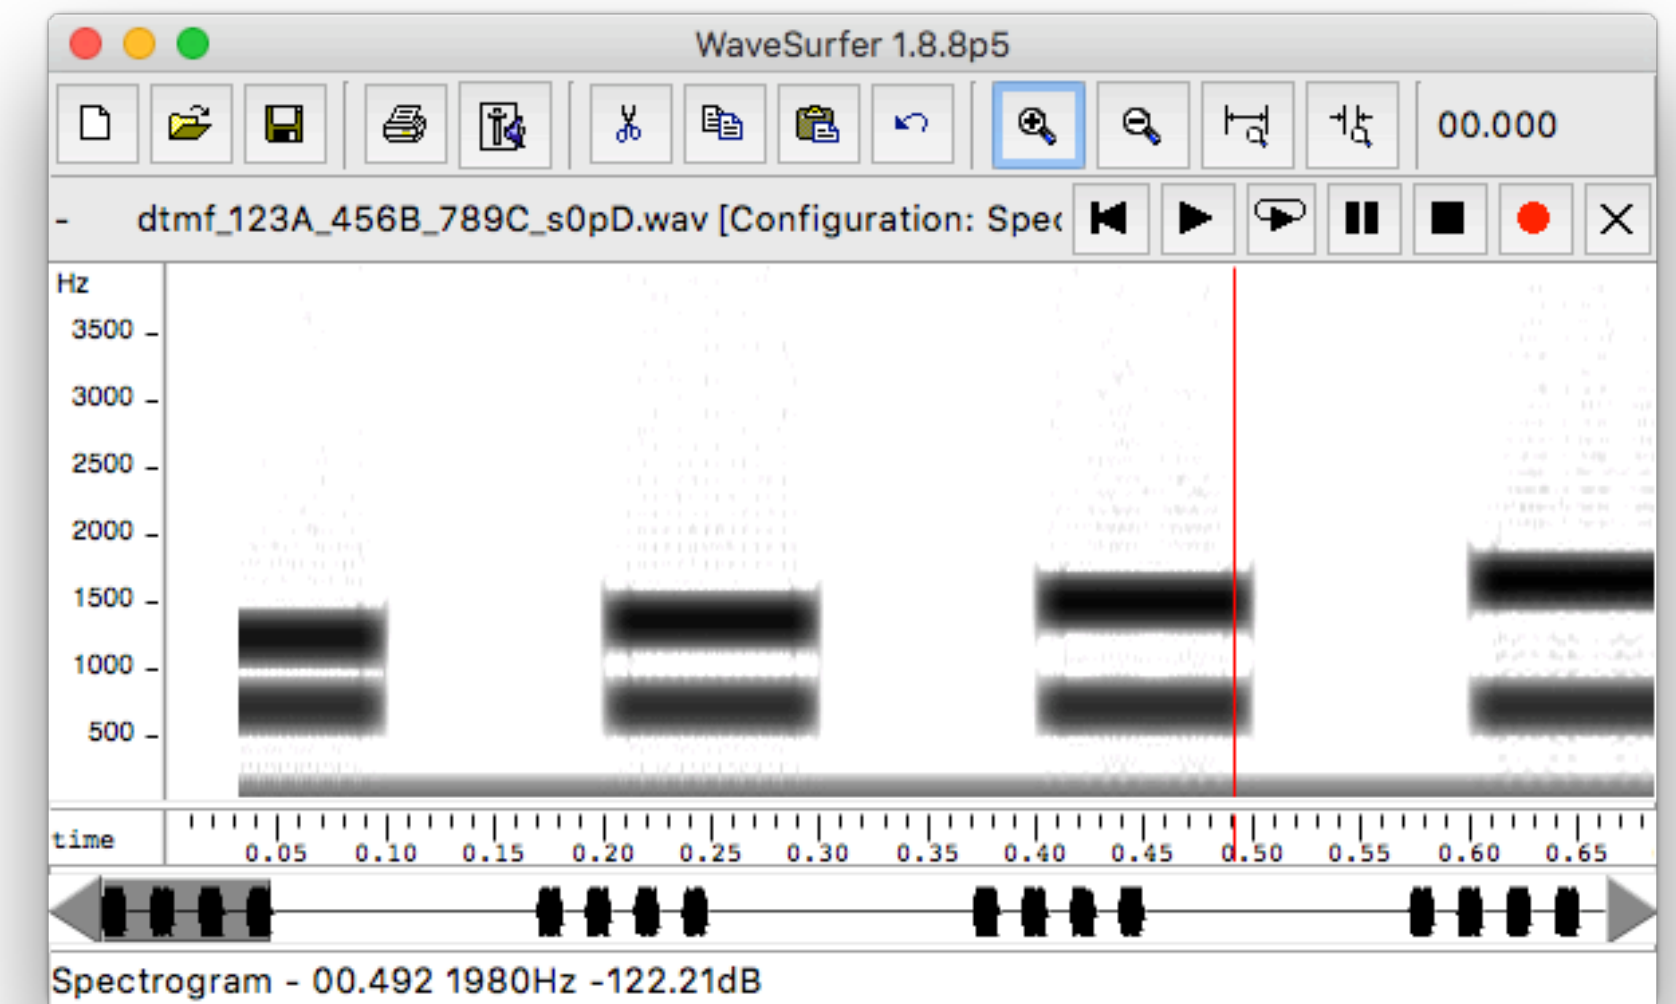 WaveSurfer 1.8.8p5
00.000
- dtmf_123A_456B_789C_s0pD.wav [Configuration: Spec
Hz
3500
3000
2500
2000
1500
1000
500
time
0.05 0.10 0.15 0.20 0.25 0.30 0.35 0.40 0.45 0.50 0.55 0.60 0.65
Spectrogram - 00.492 1980Hz -122.21dB